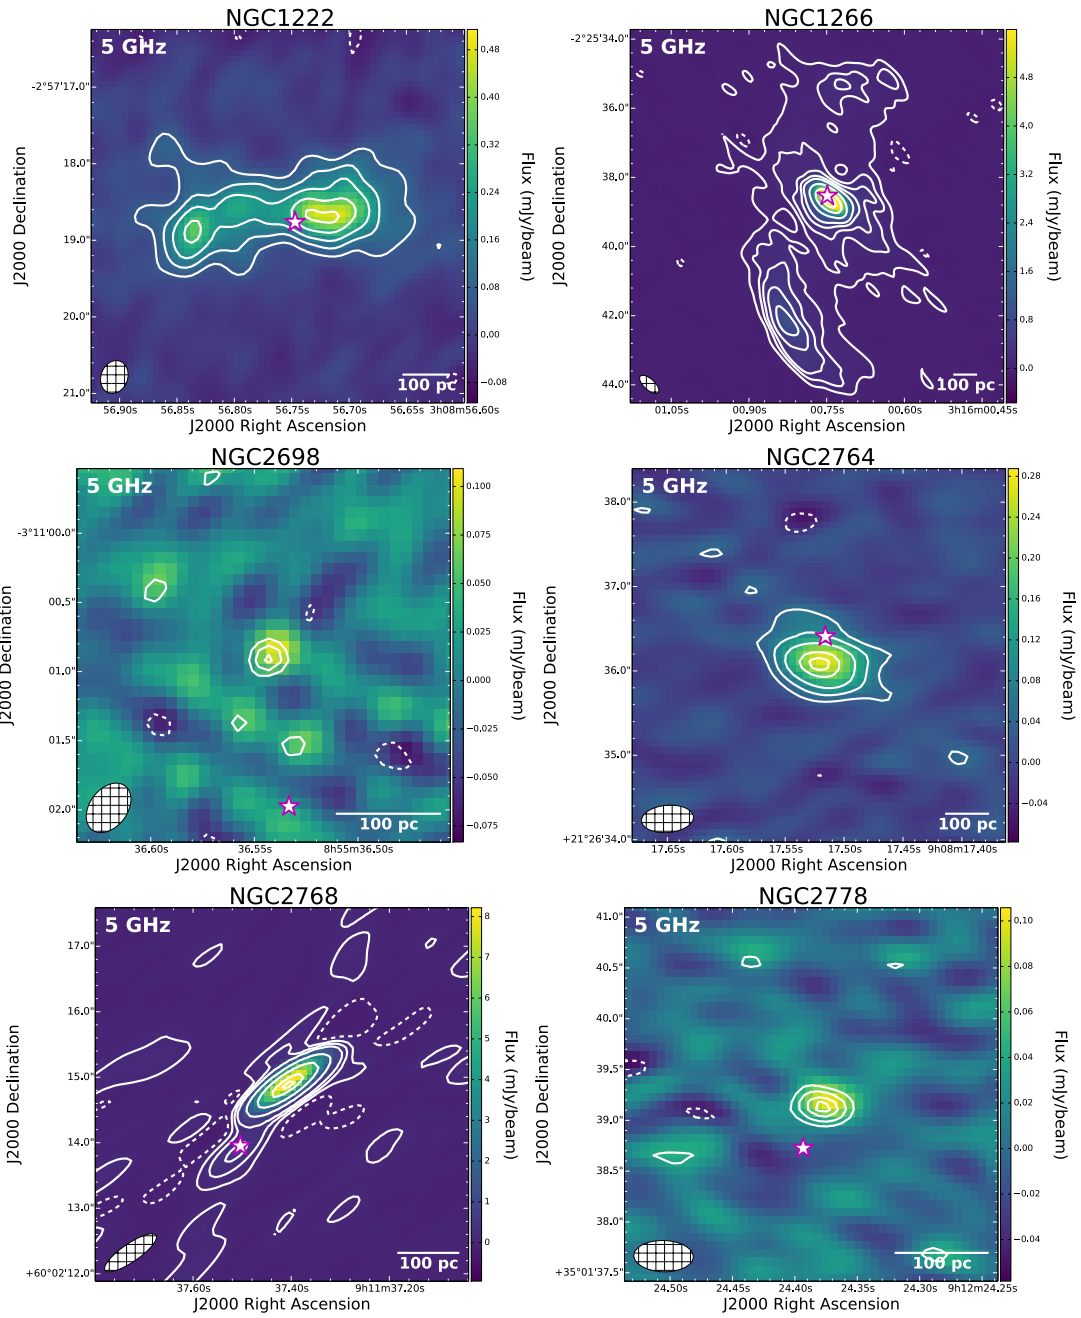 NGC1222
5 GHz
J2000 Declination
-2°57'17.0"
18.0"
19.0"
20.0"
21.0"
100 pc
56.90s 56.85s 56.80s 56.75s 56.70s 56.65s 3h08m56.60s
J2000 Right Ascension
0.48
0.40
0.32
0.24
0.16
0.08
0.00
−0.08
Flux (mJy/beam)
NGC1266
5 GHz
J2000 Declination
-2°25'34.0"
36.0"
38.0"
40.0"
42.0"
44.0"
100 pc
01.05s 00.90s 00.75s 00.60s 3h16m00.45s
J2000 Right Ascension
4.8
4.0
3.2
2.4
1.6
0.8
0.0
Flux (mJy/beam)
NGC2698
5 GHz
J2000 Declination
-3°11'00.0"
00.5"
01.0"
01.5"
02.0"
100 pc
36.60s 36.55s 8h55m36.50s
J2000 Right Ascension
0.100
0.075
0.050
0.025
0.000
−0.025
−0.050
−0.075
Flux (mJy/beam)
NGC2764
5 GHz
J2000 Declination
38.0"
37.0"
36.0"
35.0"
+21°26'34.0"
100 pc
17.65s 17.60s 17.55s 17.50s 17.45s 9h08m17.40s
J2000 Right Ascension
0.28
0.24
0.20
0.16
0.12
0.08
0.04
0.00
−0.04
Flux (mJy/beam)
NGC2768
5 GHz
J2000 Declination
17.0"
16.0"
15.0"
14.0"
13.0"
+60°02'12.0"
100 pc
37.60s 37.40s 9h11m37.20s
J2000 Right Ascension
8
7
6
5
4
3
2
1
0
Flux (mJy/beam)
NGC2778
5 GHz
J2000 Declination
41.0"
40.5"
40.0"
39.5"
39.0"
38.5"
38.0"
+35°01'37.5"
100 pc
24.50s 24.45s 24.40s 24.35s 24.30s 9h12m24.25s
J2000 Right Ascension
0.10
0.08
0.06
0.04
0.02
0.00
−0.02
−0.04
Flux (mJy/beam)